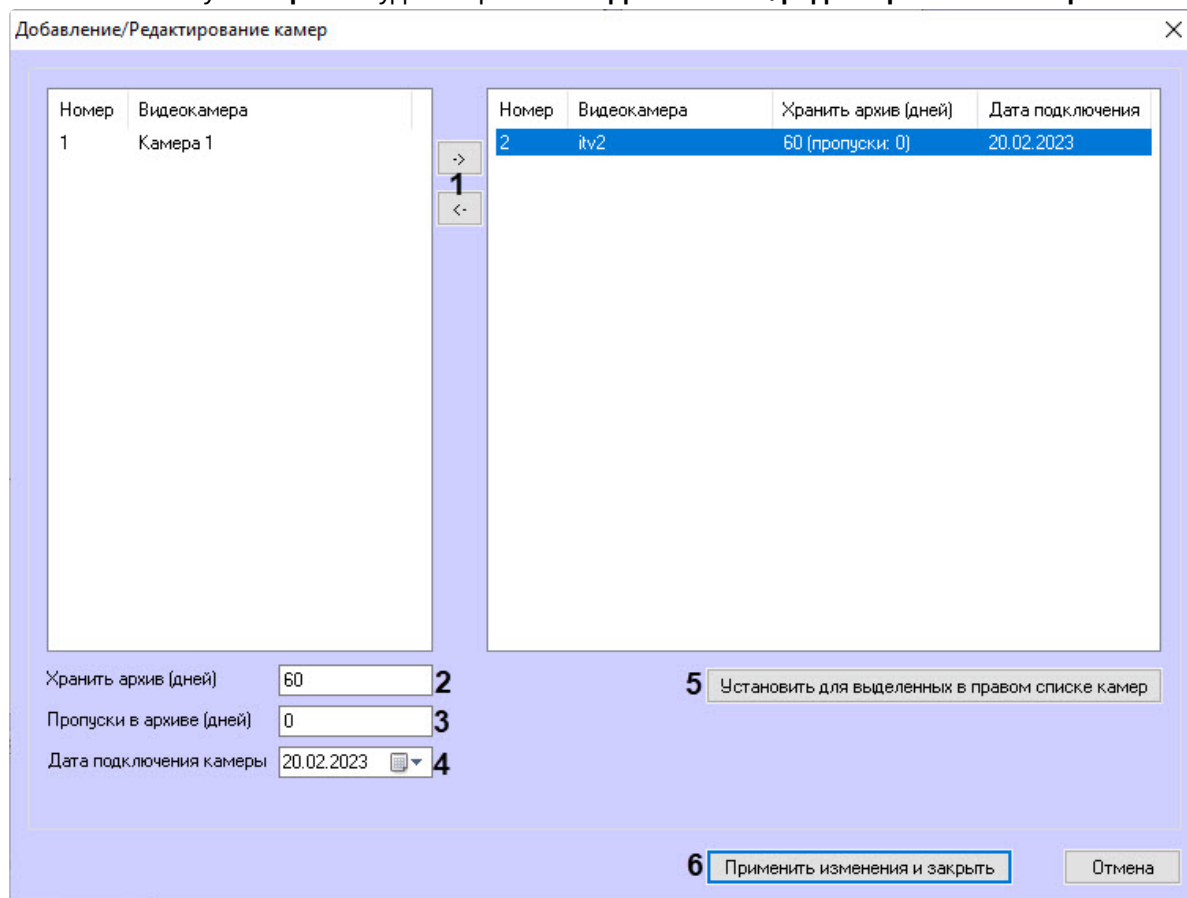 Добавление/Редактирование камер
Номер Видеокамера
1 Камера 1
->
1
<-
Номер Видеокамера Хранить архив (дней) Дата подключения
2 itv2 60 (пропуски: 0) 20.02.2023
Хранить архив (дней) 60 2
Пропуски в архиве (дней) 0 3
Дата подключения камеры 20.02.2023 4
5 Установить для выделенных в правом списке камер
6 Применить изменения и закрыть Отмена